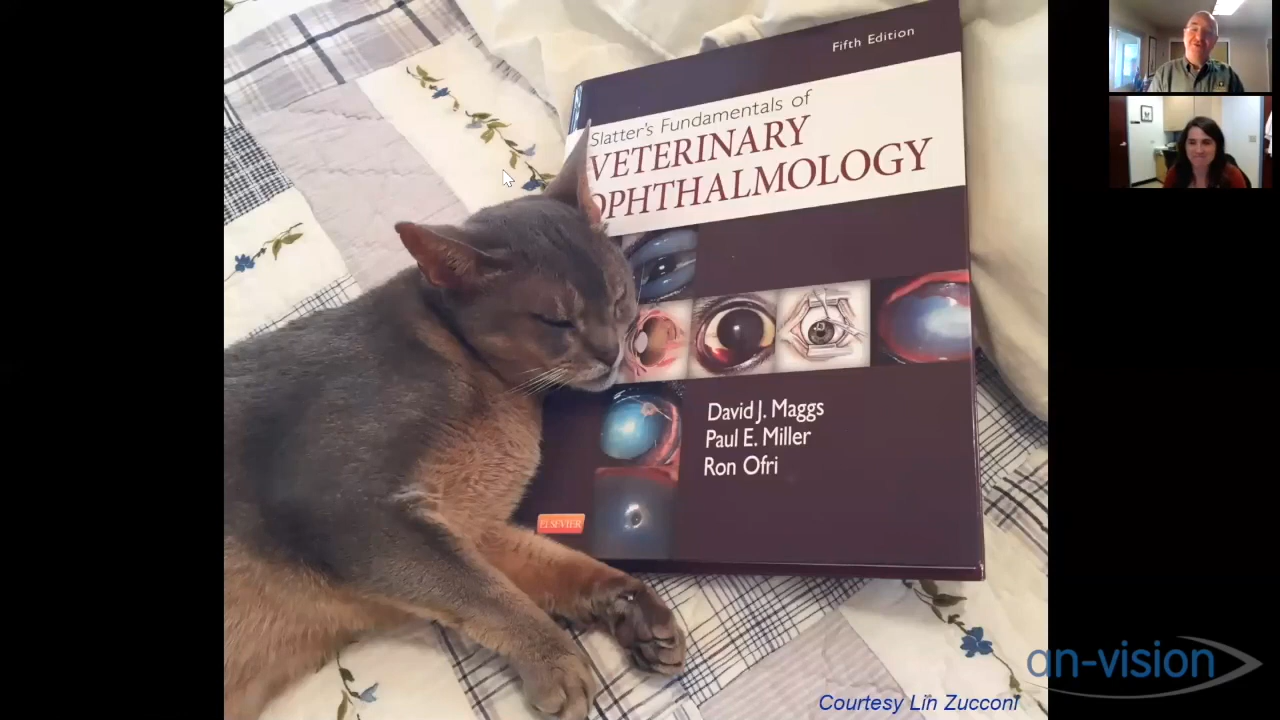 Fifth Edition
Slatter's Fundamentals of
VETERINARY
OPHTHALMOLOGY
David J. Maggs
Paul E. Miller
Ron Ofri
ELSEVIER
an-vision
Courtesy Lin Zucconi